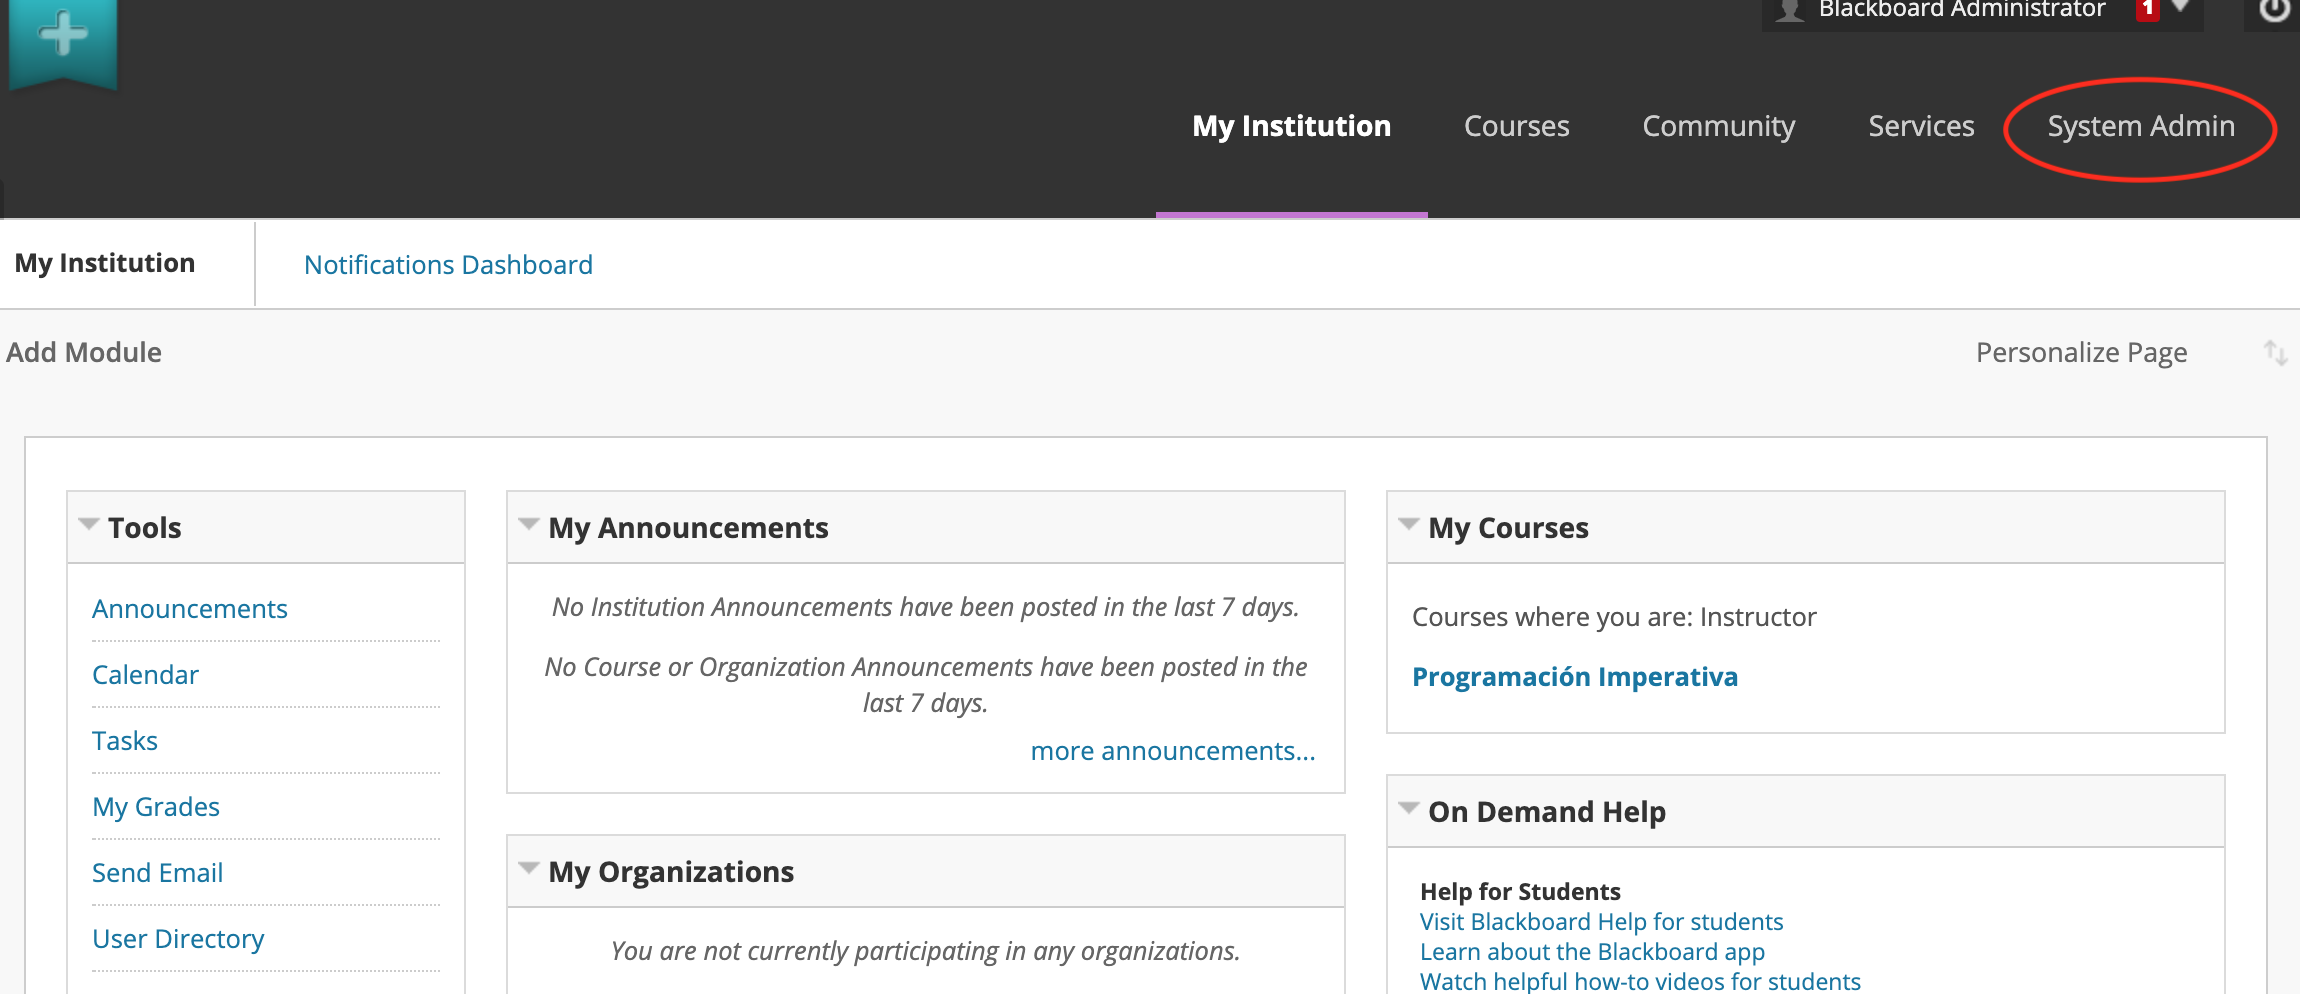 Blackboard Administrator 1
My Institution Courses Community Services System Admin
My Institution Notifications Dashboard
Add Module Personalize Page
Tools
Announcements
Calendar
Tasks
My Grades
Send Email
User Directory
My Announcements
No Institution Announcements have been posted in the last 7 days.
No Course or Organization Announcements have been posted in the
last 7 days.
more announcements...
My Organizations
You are not currently participating in any organizations.
My Courses
Courses where you are: Instructor
Programación Imperativa
On Demand Help
Help for Students
Visit Blackboard Help for students
Learn about the Blackboard app
Watch helpful how-to videos for students